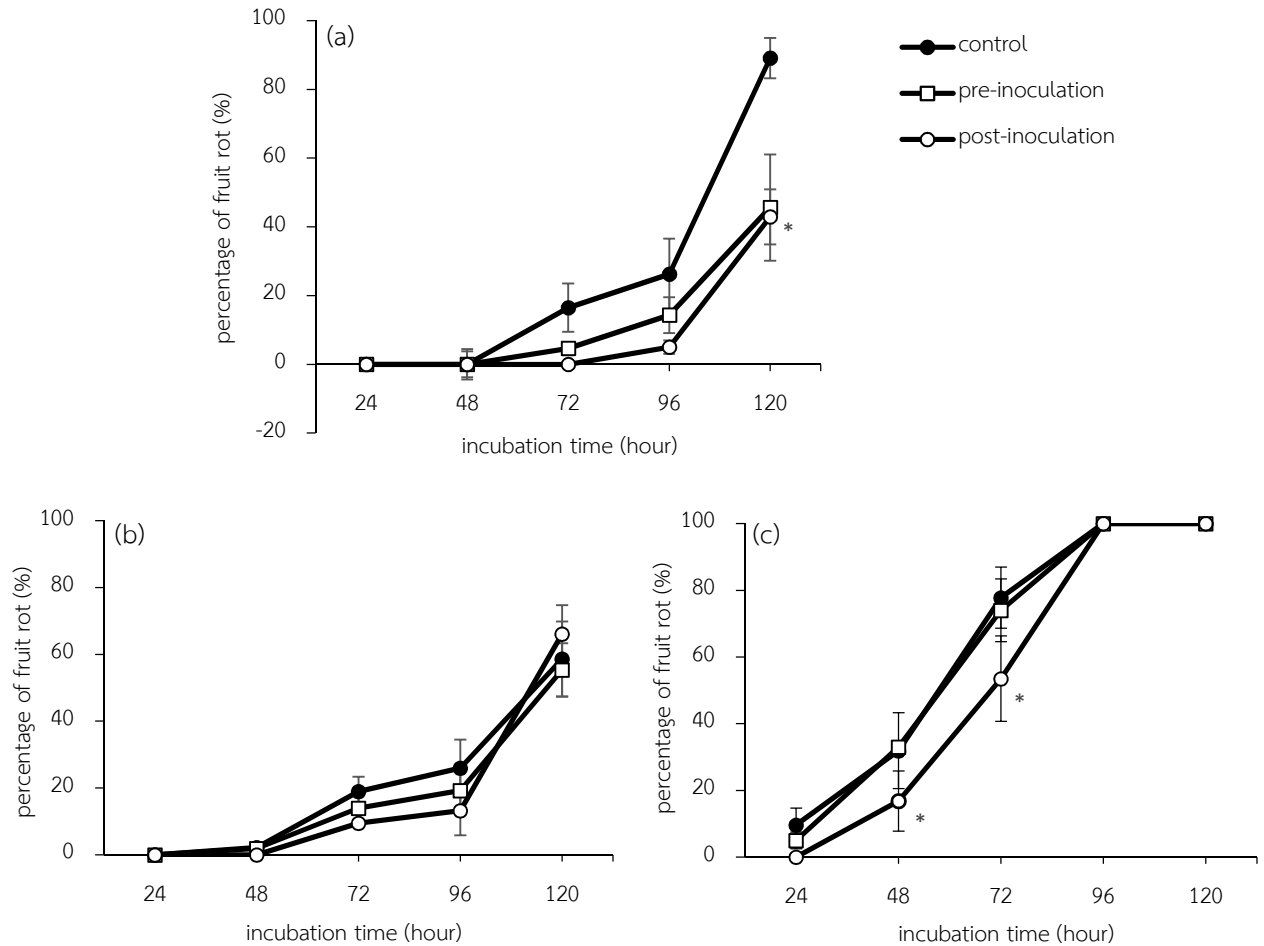 (a)
control
pre-inoculation
post-inoculation
percentage of fruit rot (%)
100
80
60
40
20
0
-20
*
24 48 72 96 120
incubation time (hour)
(b)
percentage of fruit rot (%)
100
80
60
40
20
0
24 48 72 96 120
incubation time (hour)
(c)
percentage of fruit rot (%)
100
80
60
40
20
0
*
*
24 48 72 96 120
incubation time (hour)